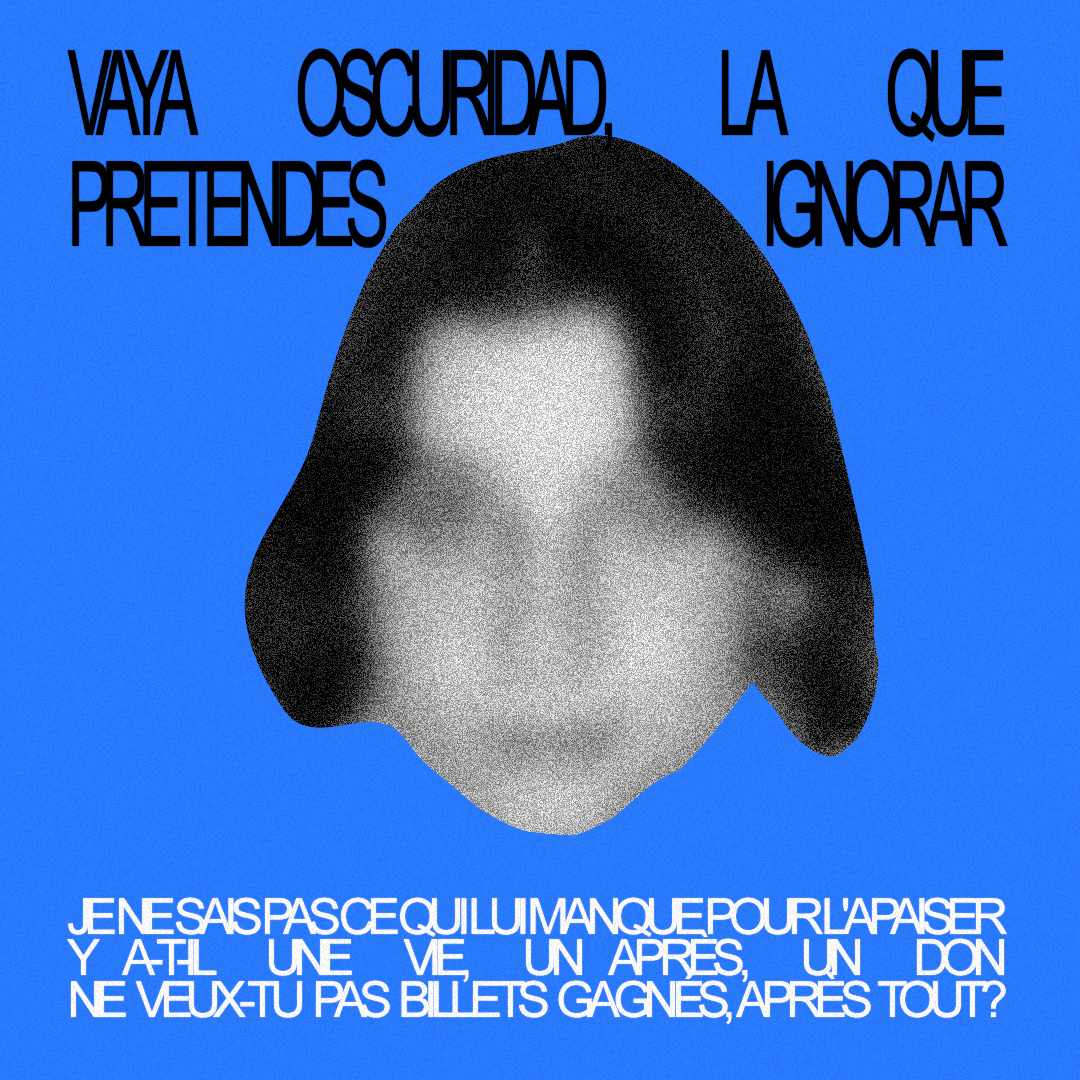 VAYA OSCURIDAD, LA QUE
PRETENDES IGNORAR
JE NE SAIS PAS CE QUI LUI MANQUE POUR L'APAISER
Y A-T-IL UNE VIE, UN APRÈS, UN DON
NE VEUX-TU PAS BILLETS GAGNÉS, APRÈS TOUT?